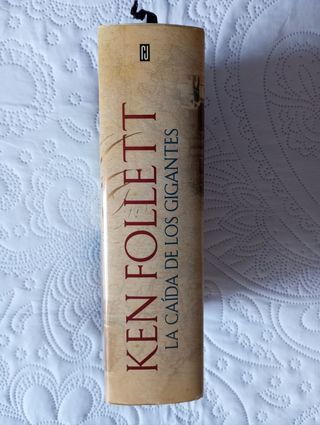 KEN FOLLETT
LA CAÍDA DE LOS GIGANTES